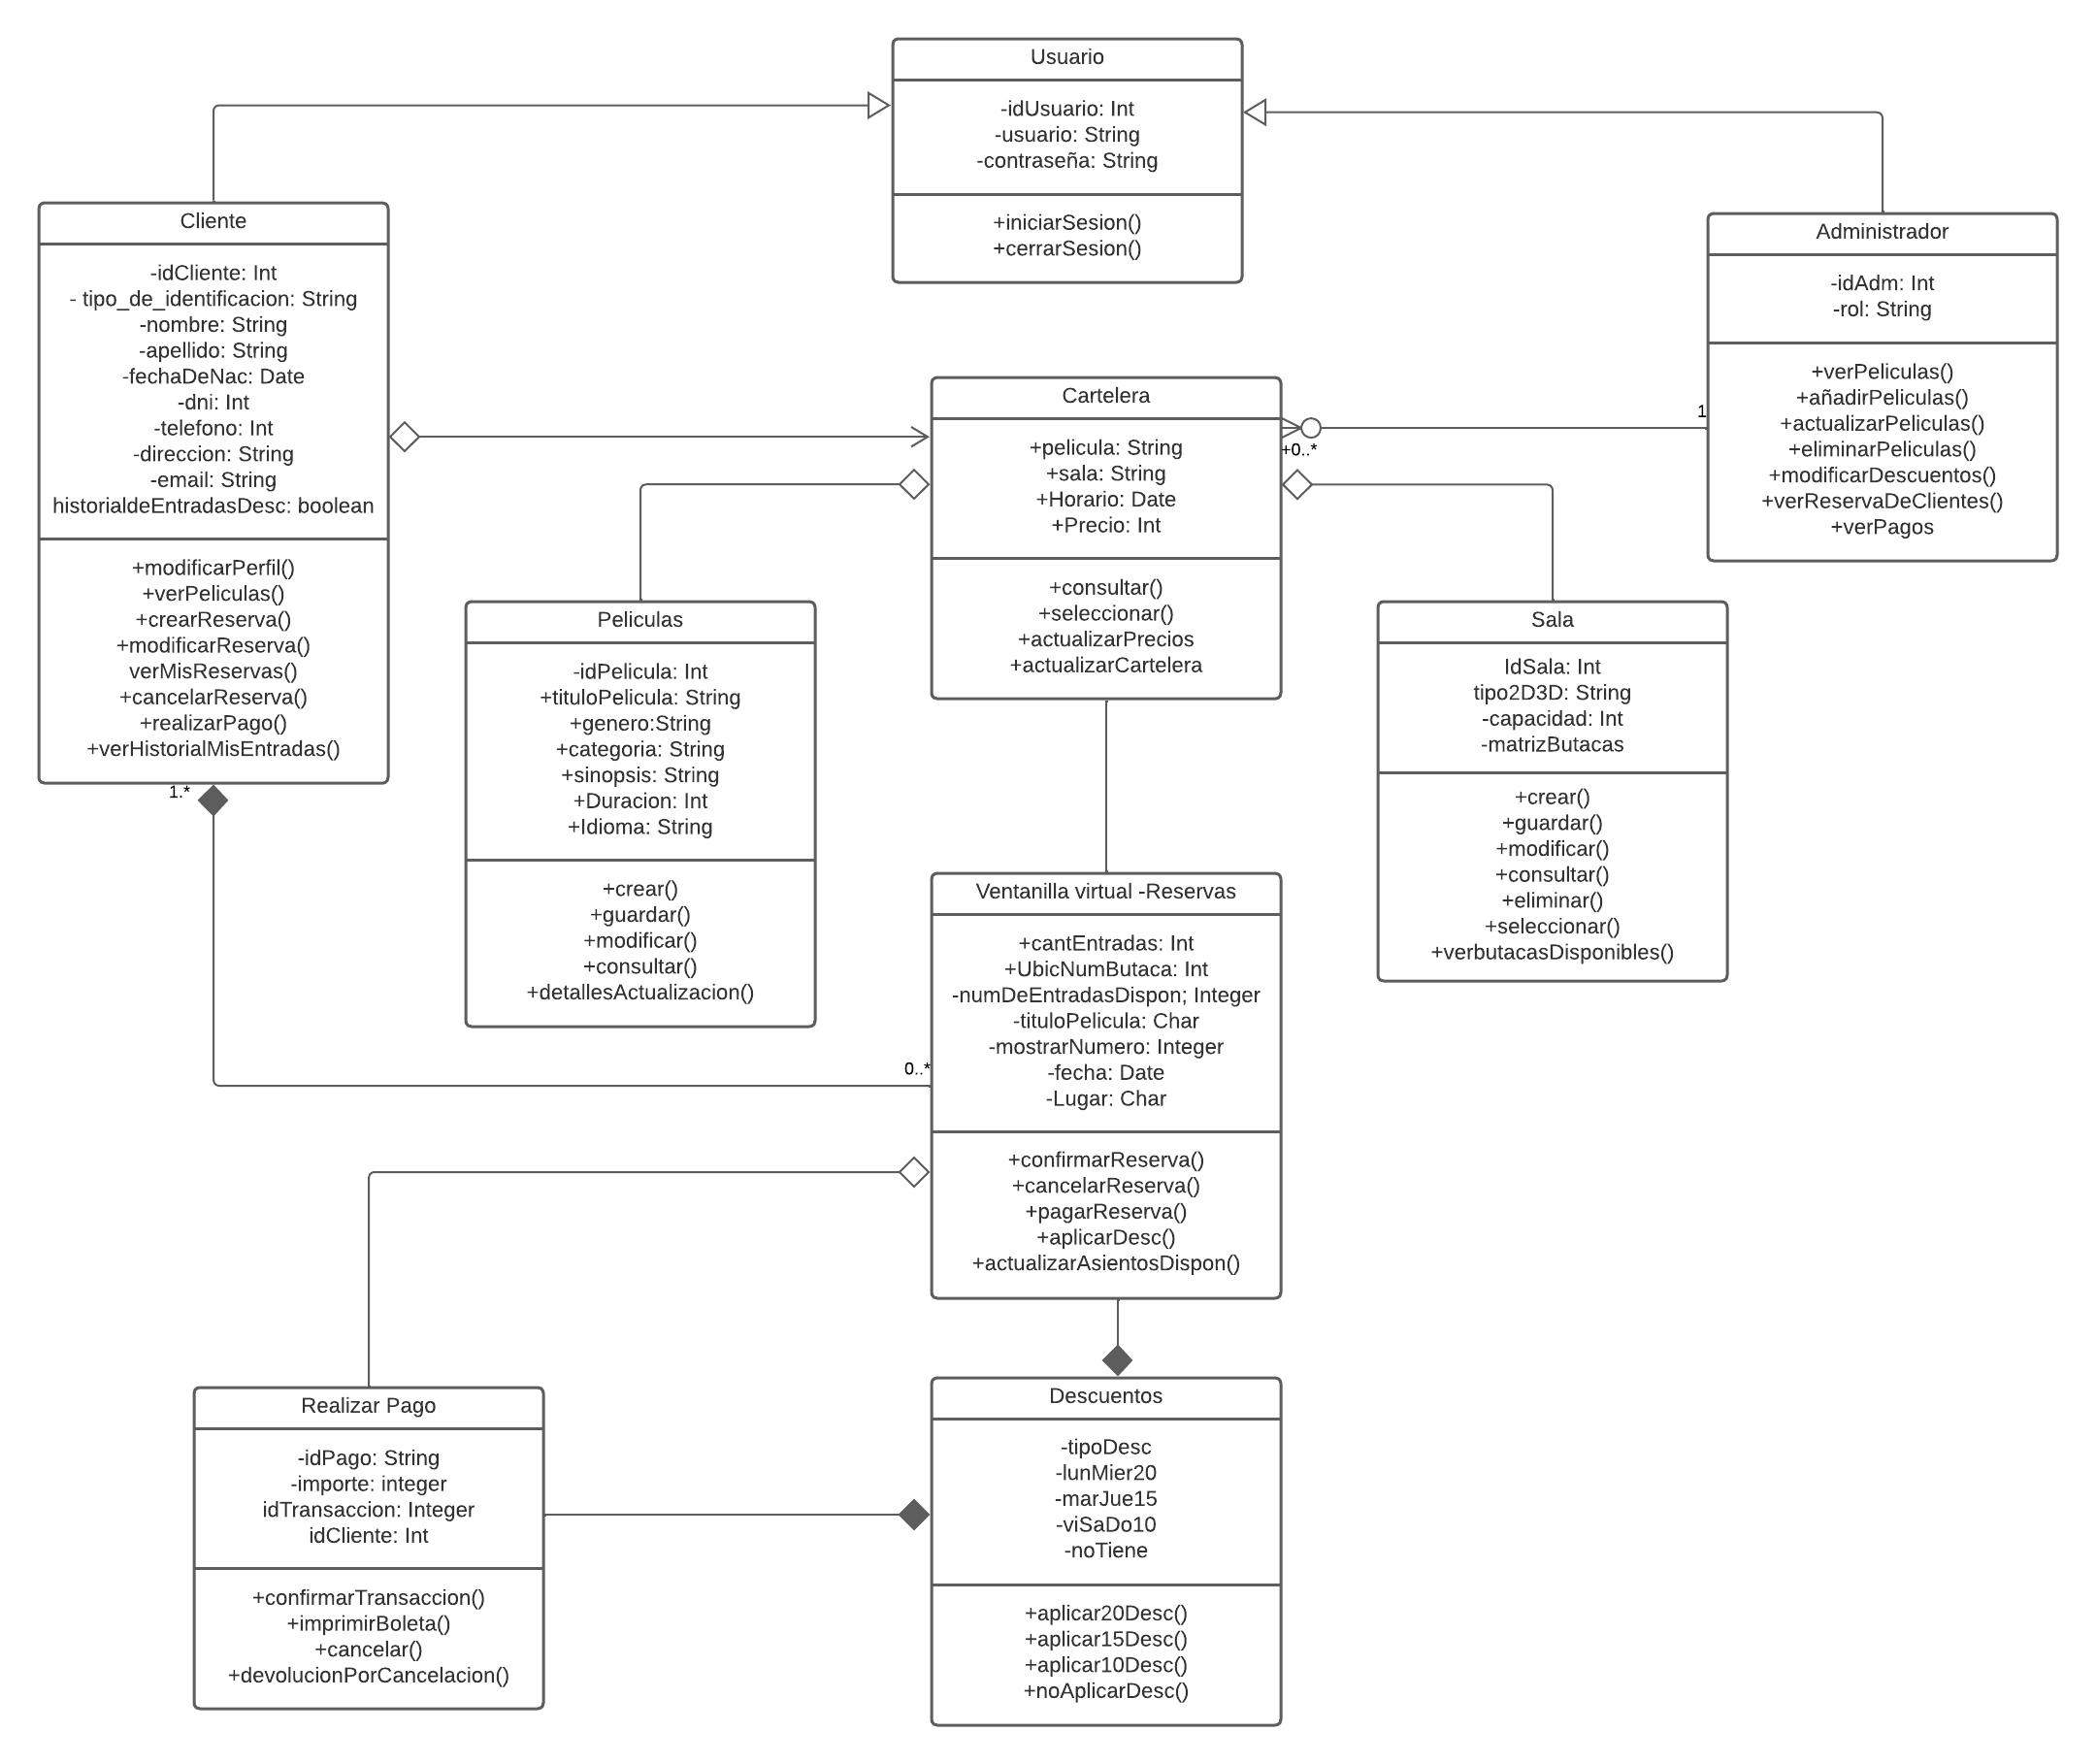 Usuario
-idUsuario: Int
-usuario: String
-contraseña: String
+iniciarSesion()
+cerrarSesion()
Cliente
-idCliente: Int
- tipo_de_identificacion: String
-nombre: String
-apellido: String
-fechaDeNac: Date
-dni: Int
-telefono: Int
-direccion: String
-email: String
historialdeEntradasDesc: boolean
+modificarPerfil()
+verPeliculas()
+crearReserva()
+modificarReserva()
verMisReservas()
+cancelarReserva()
+realizarPago()
+verHistorialMisEntradas()
1.*
Administrador
-idAdm: Int
-rol: String
+verPeliculas()
+añadirPeliculas()
+actualizarPeliculas()
+eliminarPeliculas()
+modificarDescuentos()
+verReservaDeClientes()
+verPagos
1
+0..*
Cartelera
+pelicula: String
+sala: String
+Horario: Date
+Precio: Int
+consultar()
+seleccionar()
+actualizarPrecios
+actualizarCartelera
Peliculas
-idPelicula: Int
+tituloPelicula: String
+genero:String
+categoria: String
+sinopsis: String
+Duracion: Int
+Idioma: String
+crear()
+guardar()
+modificar()
+consultar()
+detallesActualizacion()
Sala
IdSala: Int
tipo2D3D: String
-capacidad: Int
-matrizButacas
+crear()
+guardar()
+modificar()
+consultar()
+eliminar()
+seleccionar()
+verbutacasDisponibles()
Ventanilla virtual -Reservas
+cantEntradas: Int
+UbicNumButaca: Int
-numDeEntradasDispon; Integer
-tituloPelicula: Char
-mostrarNumero: Integer
-fecha: Date
-Lugar: Char
+confirmarReserva()
+cancelarReserva()
+pagarReserva()
+aplicarDesc()
+actualizarAsientosDispon()
0..*
Realizar Pago
-idPago: String
-importe: integer
idTransaccion: Integer
idCliente: Int
+confirmarTransaccion()
+imprimirBoleta()
+cancelar()
+devolucionPorCancelacion()
Descuentos
-tipoDesc
-lunMier20
-marJue15
-viSaDo10
-noTiene
+aplicar20Desc()
+aplicar15Desc()
+aplicar10Desc()
+noAplicarDesc()